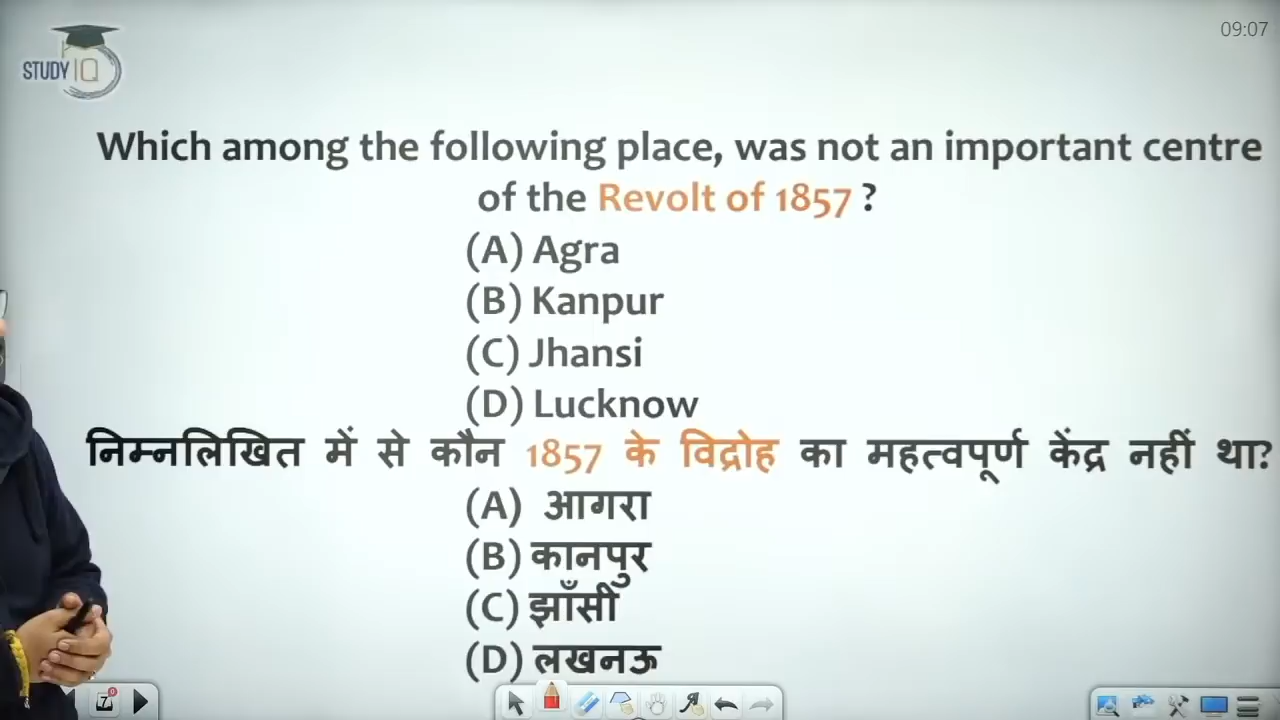 09:07
STUDY IQ
Which among the following place, was not an important centre
of the Revolt of 1857 ?
(A) Agra
(B) Kanpur
(C) Jhansi
(D) Lucknow
निम्नलिखित में से कौन 1857 के विद्रोह का महत्वपूर्ण केंद्र नहीं था?
(A) आगरा
(B) कानपुर
(C) झाँसी
(D) लखनऊ